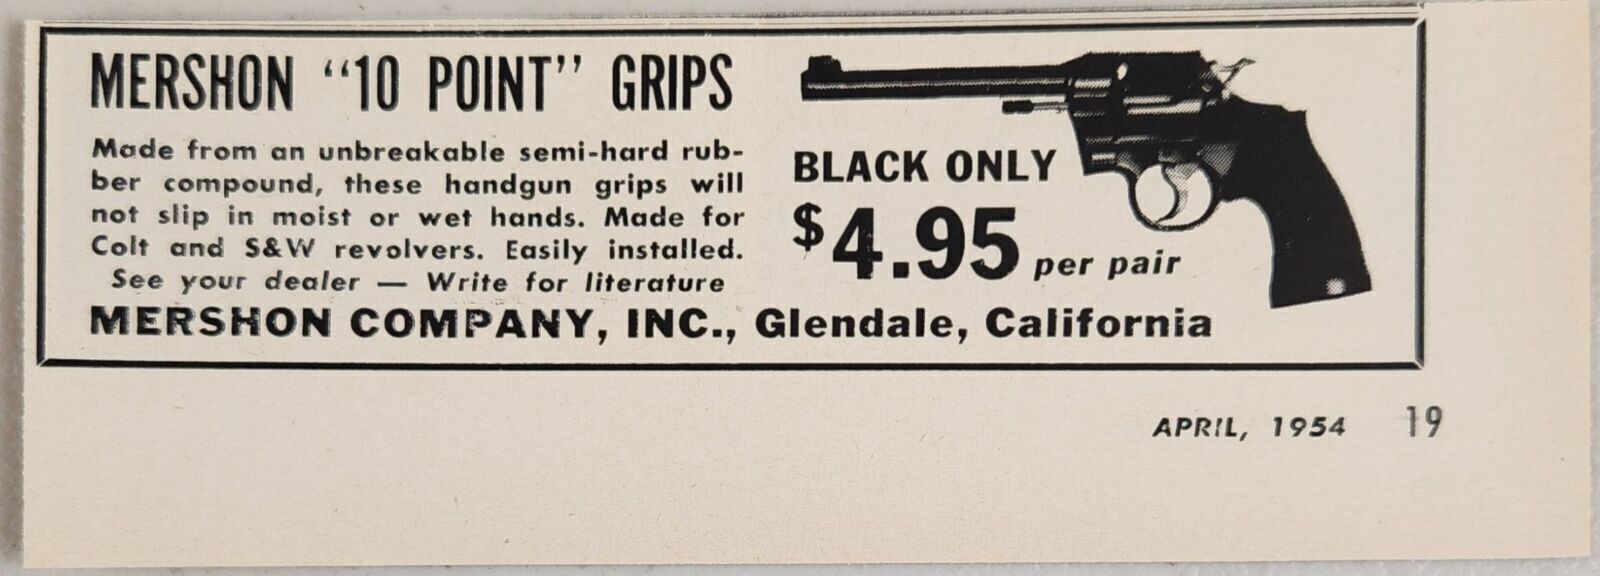 MERSHON "10 POINT" GRIPS
Made from an unbreakable semi-hard rub-
ber compound, these handgun grips will
not slip in moist or wet hands. Made for
Colt and S&W revolvers. Easily installed.
See your dealer — Write for literature
BLACK ONLY
$4.95 per pair
MERSHON COMPANY, INC., Glendale, California
APRIL, 1954 19